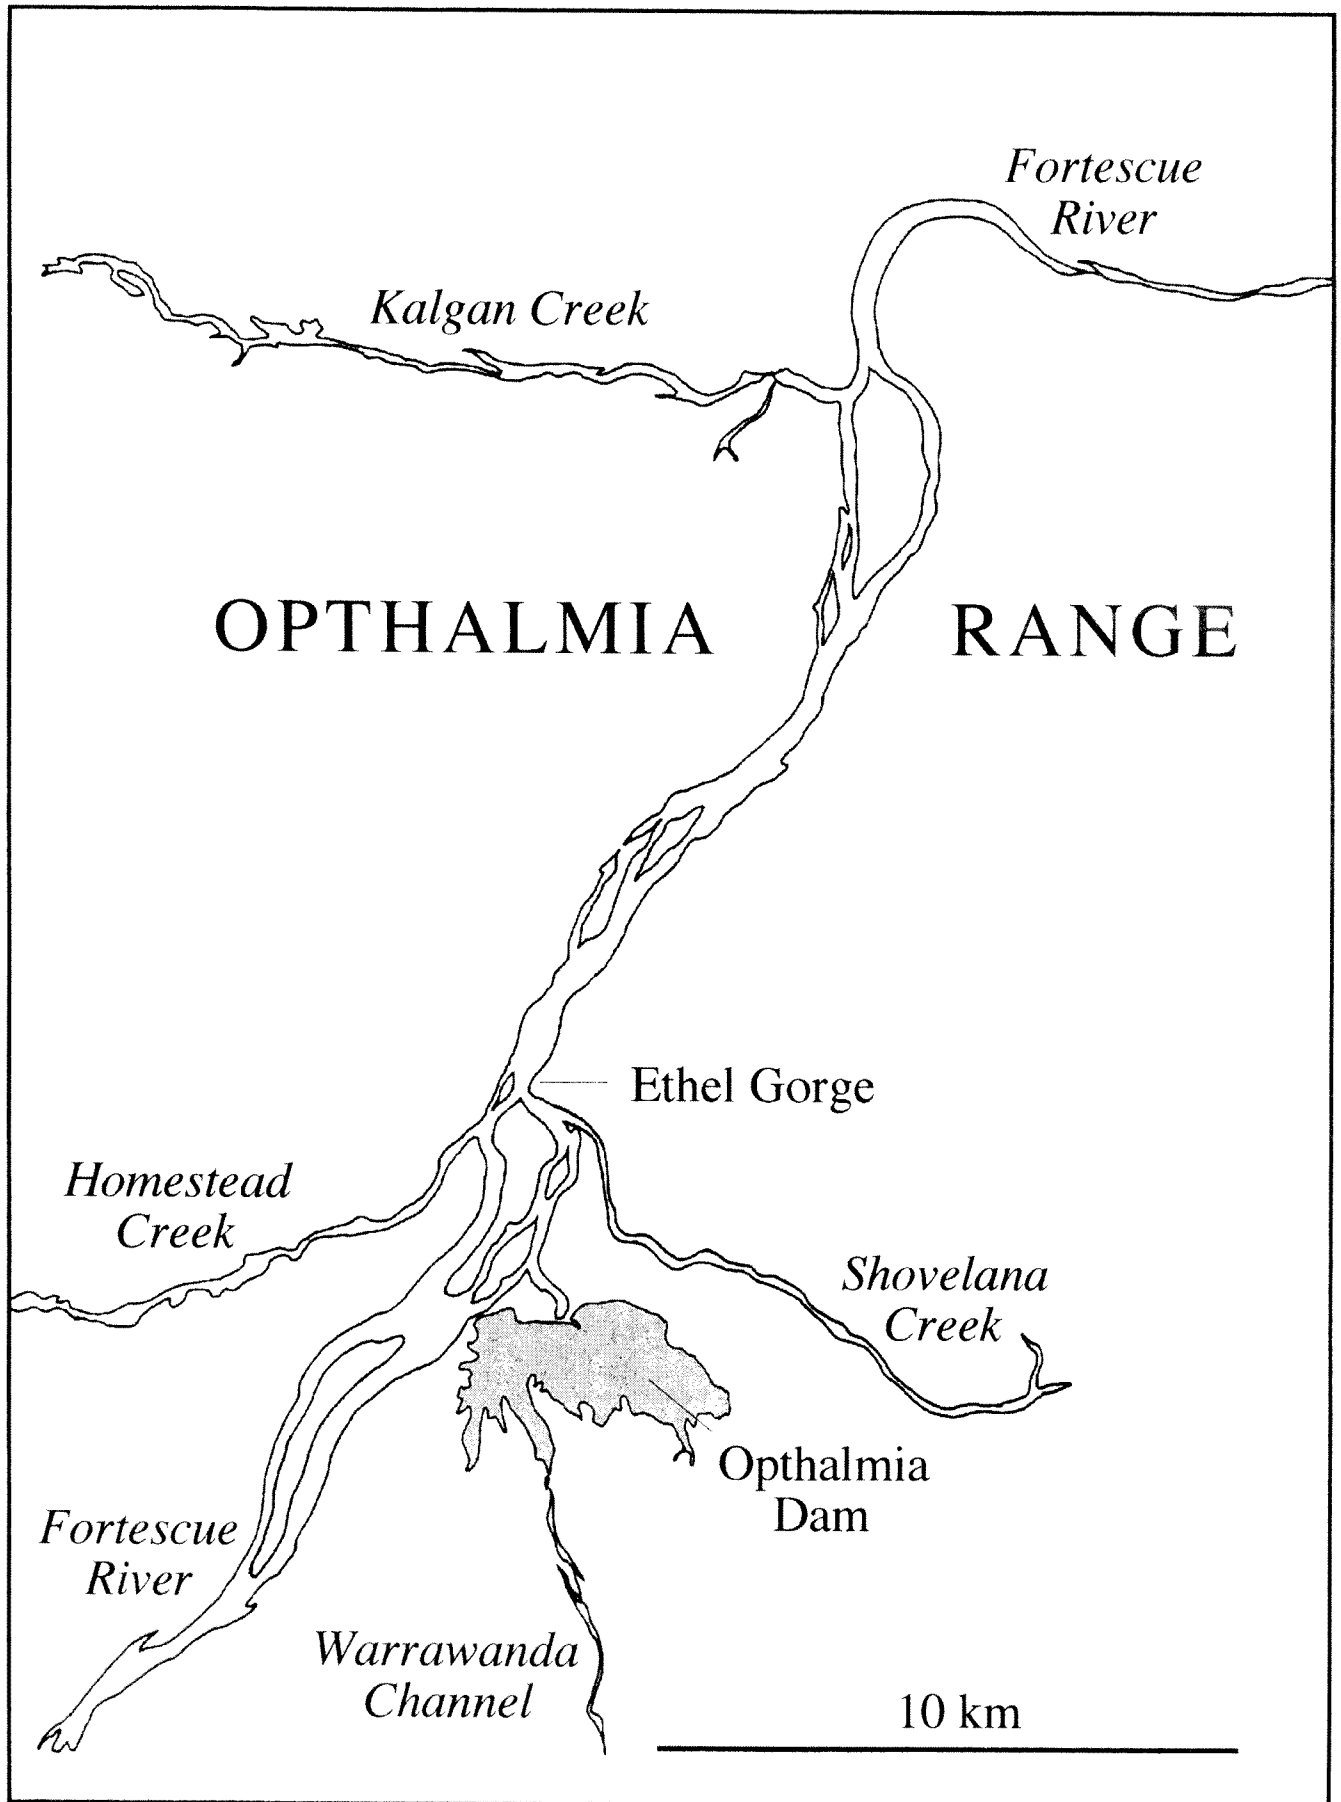 Fortescue
River
Kalgan Creek
OPTHALMIA RANGE
Ethel Gorge
Homestead
Creek
Shovelana
Creek
Opthalmia
Dam
Fortescue
River
Warrawanda
Channel
10 km